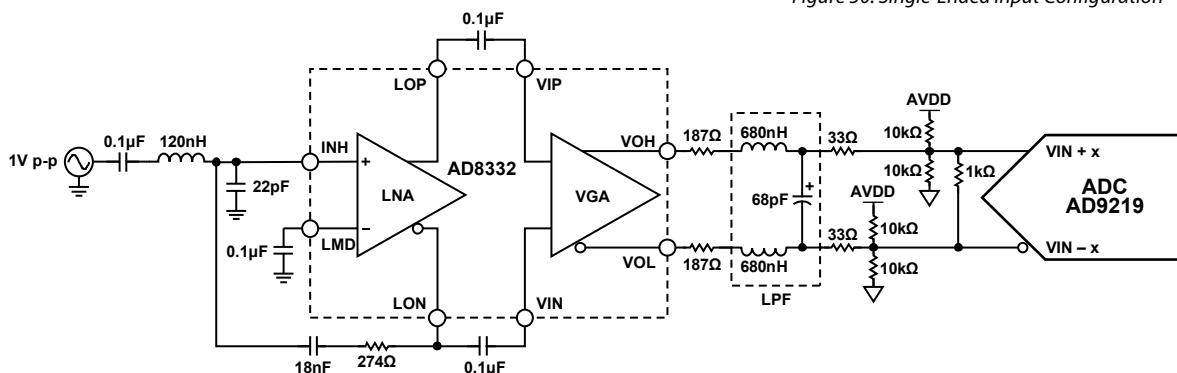 Figure 50. Single-Ended Input Configuration
0.1µF
LOP
VIP
AVDD
0.1µF
120nH
187Ω
680nH
33Ω
10kΩ
1V p-p
INH
+
AD8332
VOH
10kΩ
1kΩ
VIN + x
22pF
LNA
VGA
68pF
+
AVDD
ADC
AD9219
LMD
–
0.1µF
VOL
33Ω
10kΩ
VIN – x
187Ω
680nH
10kΩ
LON
VIN
LPF
18nF
274Ω
0.1µF